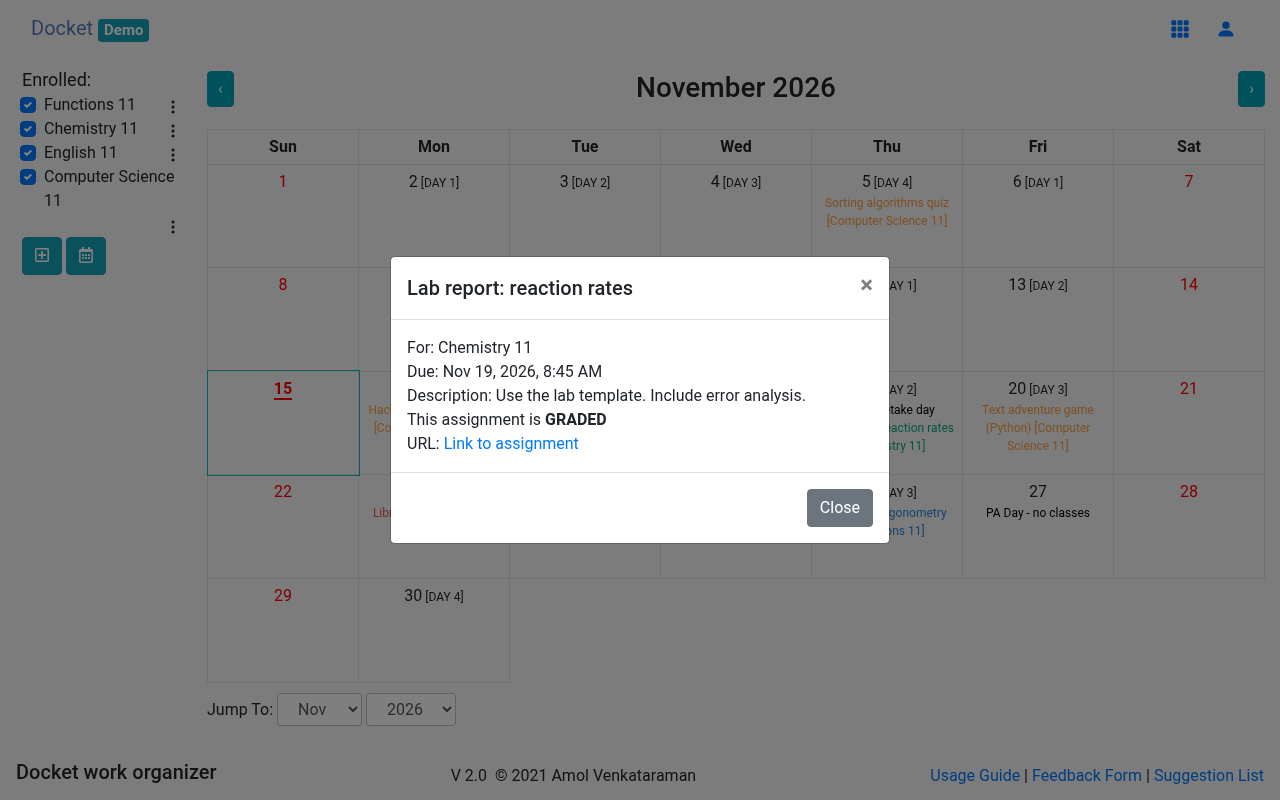 Docket Demo
Enrolled:
Functions 11
Chemistry 11
English 11
Computer Science
11
‹
November 2026
›
Sun Mon Tue Wed Thu Fri Sat
1 2 [DAY 1] 3 [DAY 2] 4 [DAY 3] 5 [DAY 4] 6 [DAY 1] 7
Sorting algorithms quiz
[Computer Science 11]
8 13 [DAY 2] 14
15 20 [DAY 3] 21
Text adventure game
(Python) [Computer
Science 11]
22 27 28
PA Day - no classes
29 30 [DAY 4]
Lab report: reaction rates
×
For: Chemistry 11
Due: Nov 19, 2026, 8:45 AM
Description: Use the lab template. Include error analysis.
This assignment is GRADED
URL: Link to assignment
Close
Jump To: Nov 2026
Docket work organizer
V 2.0 © 2021 Amol Venkataraman
Usage Guide | Feedback Form | Suggestion List